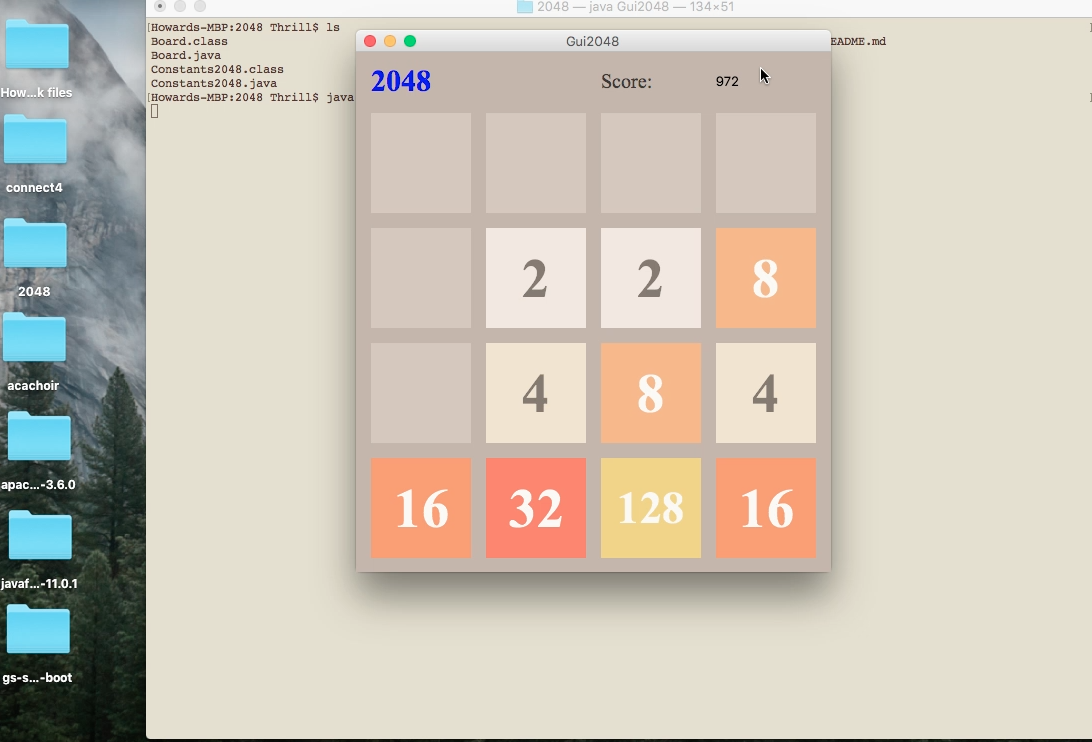 2048 — java Gui2048 — 134×51
[Howards-MBP:2048 Thrill$ ls
Board.class
Board.java
Constants2048.class
Constants2048.java
[Howards-MBP:2048 Thrill$ java
EADME.md
]
]
Gui2048
2048 Score: 972
2 2 8
4 8 4
16 32 128 16
How...k files
connect4
2048
acachoir
apac...-3.6.0
javaf...-11.0.1
gs-s...-boot